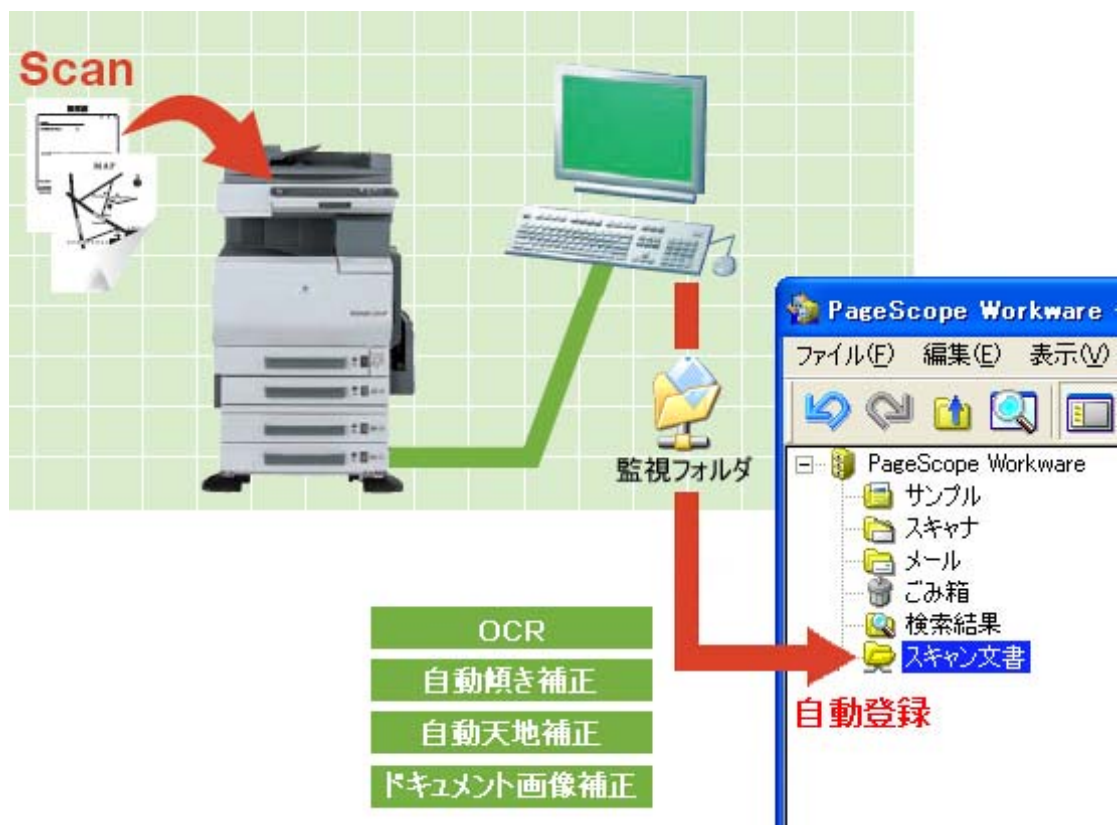 Scan
MAP
監視フォルダ
PageScope Workware
ファイル(F) 編集(E) 表示(V)
PageScope Workware
サンプル
スキャナ
メール
ごみ箱
検索結果
スキャン文書
自動登録
OCR
自動傾き補正
自動天地補正
ドキュメント画像補正